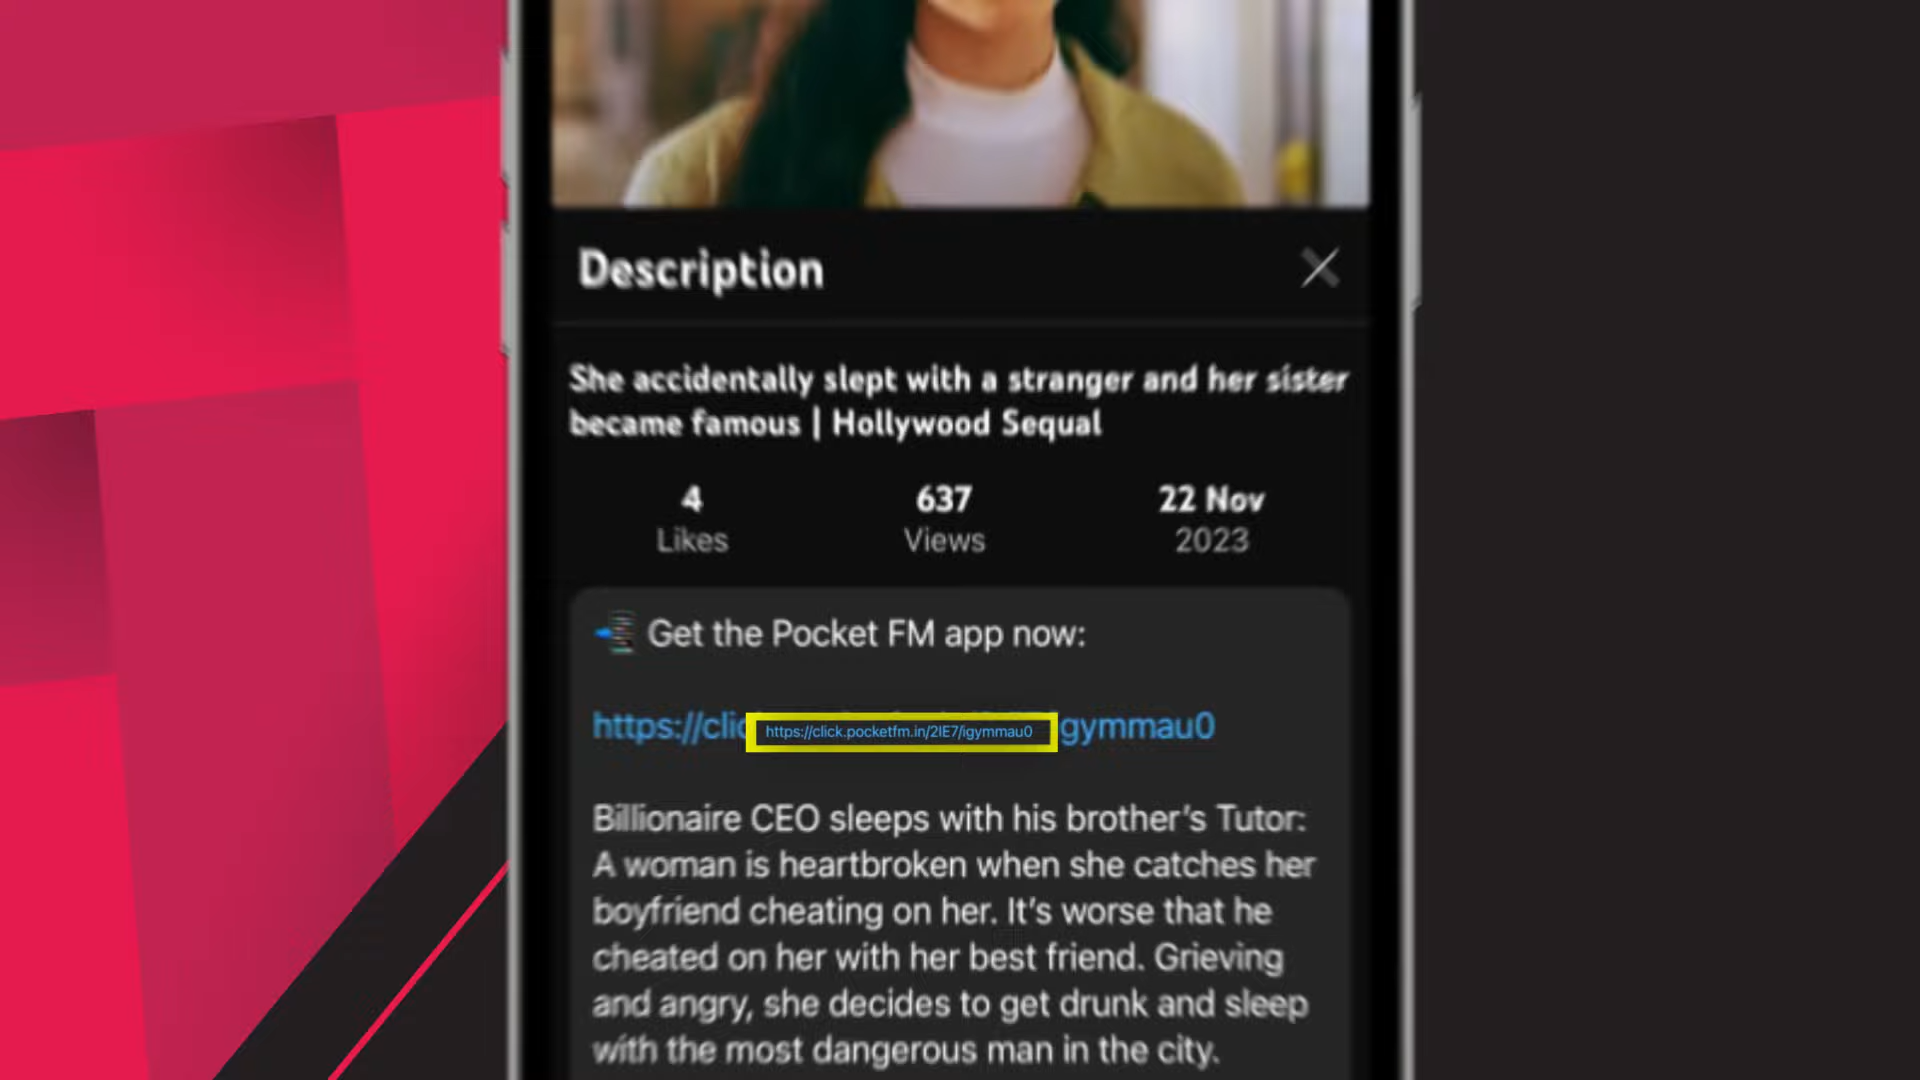 Description
She accidentally slept with a stranger and her sister
became famous | Hollywood Sequal
4
Likes
637
Views
22 Nov
2023
Get the Pocket FM app now:
https://clic
https://click.pocketfm.in/2IE7/igymmau0
igymmau0
Billionaire CEO sleeps with his brother's Tutor:
A woman is heartbroken when she catches her
boyfriend cheating on her. It's worse that he
cheated on her with her best friend. Grieving
and angry, she decides to get drunk and sleep
with the most dangerous man in the city.